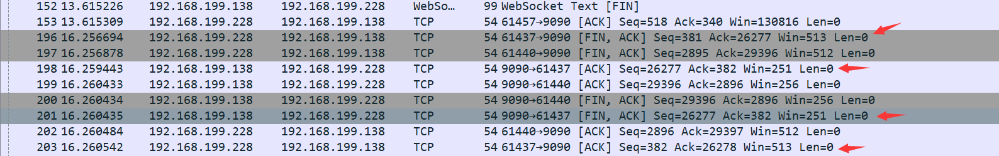 152 13.615226 192.168.199.138 192.168.199.228 WebSo… 99 WebSocket Text [FIN]
153 13.615309 192.168.199.228 192.168.199.138 TCP 54 61457→9090 [ACK] Seq=518 Ack=340 Win=130816 Len=0
196 16.256694 192.168.199.228 192.168.199.138 TCP 54 61437→9090 [FIN, ACK] Seq=381 Ack=26277 Win=513 Len=0
197 16.256878 192.168.199.228 192.168.199.138 TCP 54 61440→9090 [FIN, ACK] Seq=2895 Ack=29396 Win=512 Len=0
198 16.259443 192.168.199.138 192.168.199.228 TCP 54 9090→61437 [ACK] Seq=26277 Ack=382 Win=251 Len=0
199 16.260433 192.168.199.138 192.168.199.228 TCP 54 9090→61440 [ACK] Seq=29396 Ack=2896 Win=256 Len=0
200 16.260434 192.168.199.138 192.168.199.228 TCP 54 9090→61440 [FIN, ACK] Seq=29396 Ack=2896 Win=256 Len=0
201 16.260435 192.168.199.138 192.168.199.228 TCP 54 9090→61437 [FIN, ACK] Seq=26277 Ack=382 Win=251 Len=0
202 16.260484 192.168.199.228 192.168.199.138 TCP 54 61440→9090 [ACK] Seq=2896 Ack=29397 Win=512 Len=0
203 16.260542 192.168.199.228 192.168.199.138 TCP 54 61437→9090 [ACK] Seq=382 Ack=26278 Win=513 Len=0